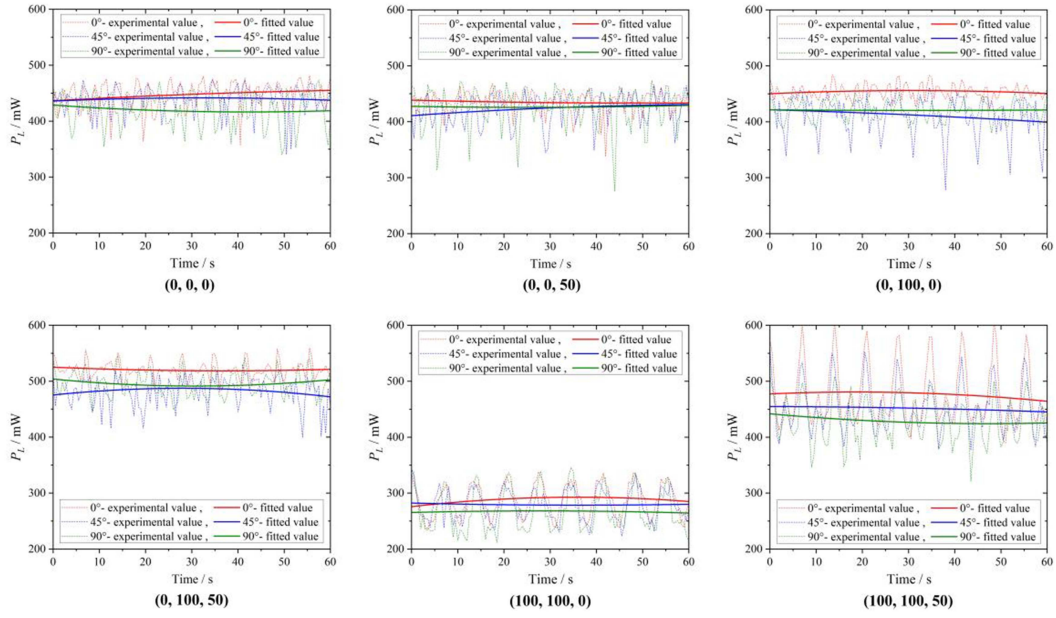 0°- experimental value , 0°- fitted value
45°- experimental value , 45°- fitted value
90°- experimental value , 90°- fitted value
600
500
400
300
200
P_L / mW
0 10 20 30 40 50 60
Time / s
(0, 0, 0)
0°- experimental value , 0°- fitted value
45°- experimental value , 45°- fitted value
90°- experimental value , 90°- fitted value
600
500
400
300
200
P_L / mW
0 10 20 30 40 50 60
Time / s
(0, 0, 50)
0°- experimental value , 0°- fitted value
45°- experimental value , 45°- fitted value
90°- experimental value , 90°- fitted value
600
500
400
300
200
P_L / mW
0 10 20 30 40 50 60
Time / s
(0, 100, 0)
600
500
400
300
200
P_L / mW
0°- experimental value , 0°- fitted value
45°- experimental value , 45°- fitted value
90°- experimental value , 90°- fitted value
0 10 20 30 40 50 60
Time / s
(0, 100, 50)
0°- experimental value , 0°- fitted value
45°- experimental value , 45°- fitted value
90°- experimental value , 90°- fitted value
600
500
400
300
200
P_L / mW
0 10 20 30 40 50 60
Time / s
(100, 100, 0)
600
500
400
300
200
P_L / mW
0°- experimental value , 0°- fitted value
45°- experimental value , 45°- fitted value
90°- experimental value , 90°- fitted value
0 10 20 30 40 50 60
Time / s
(100, 100, 50)